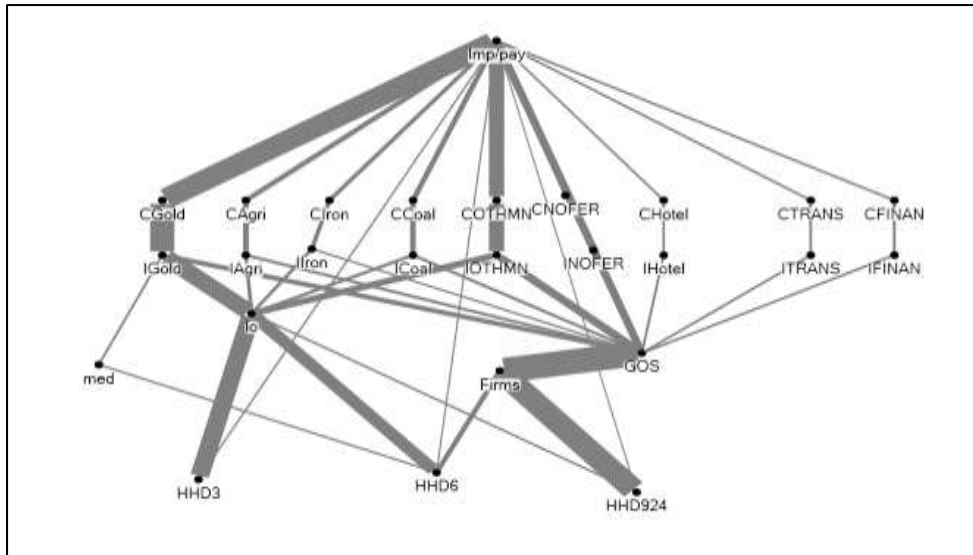 Imp/pay
CGold CAgri CIron CCoal COTHMN CNOFER CHotel CTRANS CFINAN
IGold IAgri IIron ICoal IOTHMN INOFER IHotel ITRANS IFINAN
lo
GOS
med
Firms
HHD3
HHD6
HHD924